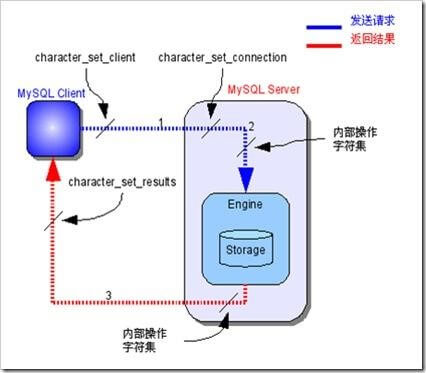 发送请求
返回结果
character_set_client
character_set_connection
MySQL Client
MySQL Server
1
2
内部操作
字符集
character_set_results
Engine
Storage
3
内部操作
字符集